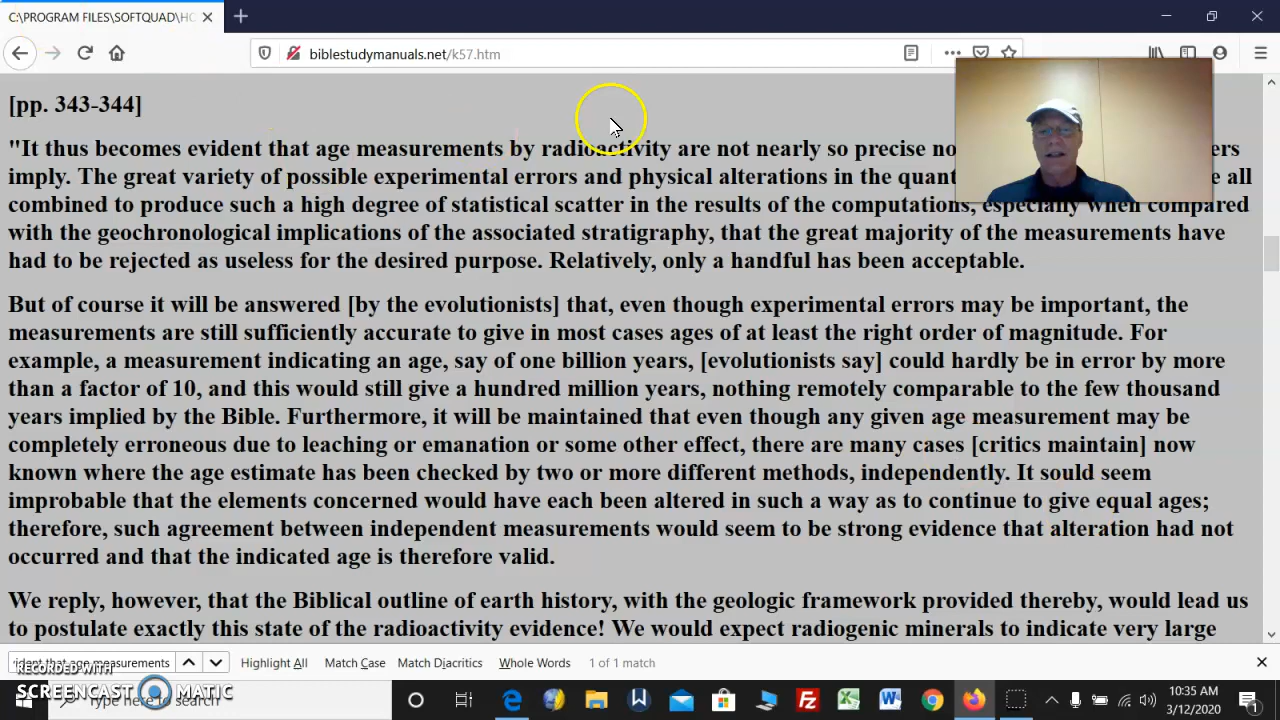 C:\PROGRAM FILES\SOFTQUAD\HO
biblestudymanuals.net/k57.htm
[pp. 343-344]
"It thus becomes evident that age measurements by radioactivity are not nearly so precise no ers
imply. The great variety of possible experimental errors and physical alterations in the quant e all
combined to produce such a high degree of statistical scatter in the results of the computations, especially when compared
with the geochronological implications of the associated stratigraphy, that the great majority of the measurements have
had to be rejected as useless for the desired purpose. Relatively, only a handful has been acceptable.
But of course it will be answered [by the evolutionists] that, even though experimental errors may be important, the
measurements are still sufficiently accurate to give in most cases ages of at least the right order of magnitude. For
example, a measurement indicating an age, say of one billion years, [evolutionists say] could hardly be in error by more
than a factor of 10, and this would still give a hundred million years, nothing remotely comparable to the few thousand
years implied by the Bible. Furthermore, it will be maintained that even though any given age measurement may be
completely erroneous due to leaching or emanation or some other effect, there are many cases [critics maintain] now
known where the age estimate has been checked by two or more different methods, independently. It sould seem
improbable that the elements concerned would have each been altered in such a way as to continue to give equal ages;
therefore, such agreement between independent measurements would seem to be strong evidence that alteration had not
occurred and that the indicated age is therefore valid.
We reply, however, that the Biblical outline of earth history, with the geologic framework provided thereby, would lead us
to postulate exactly this state of the radioactivity evidence! We would expect radiogenic minerals to indicate very large
ident that age measurements Highlight All Match Case Match Diacritics Whole Words 1 of 1 match
RECORDED WITH
SCREENCAST MATIC
Type here to search
10:35 AM
3/12/2020